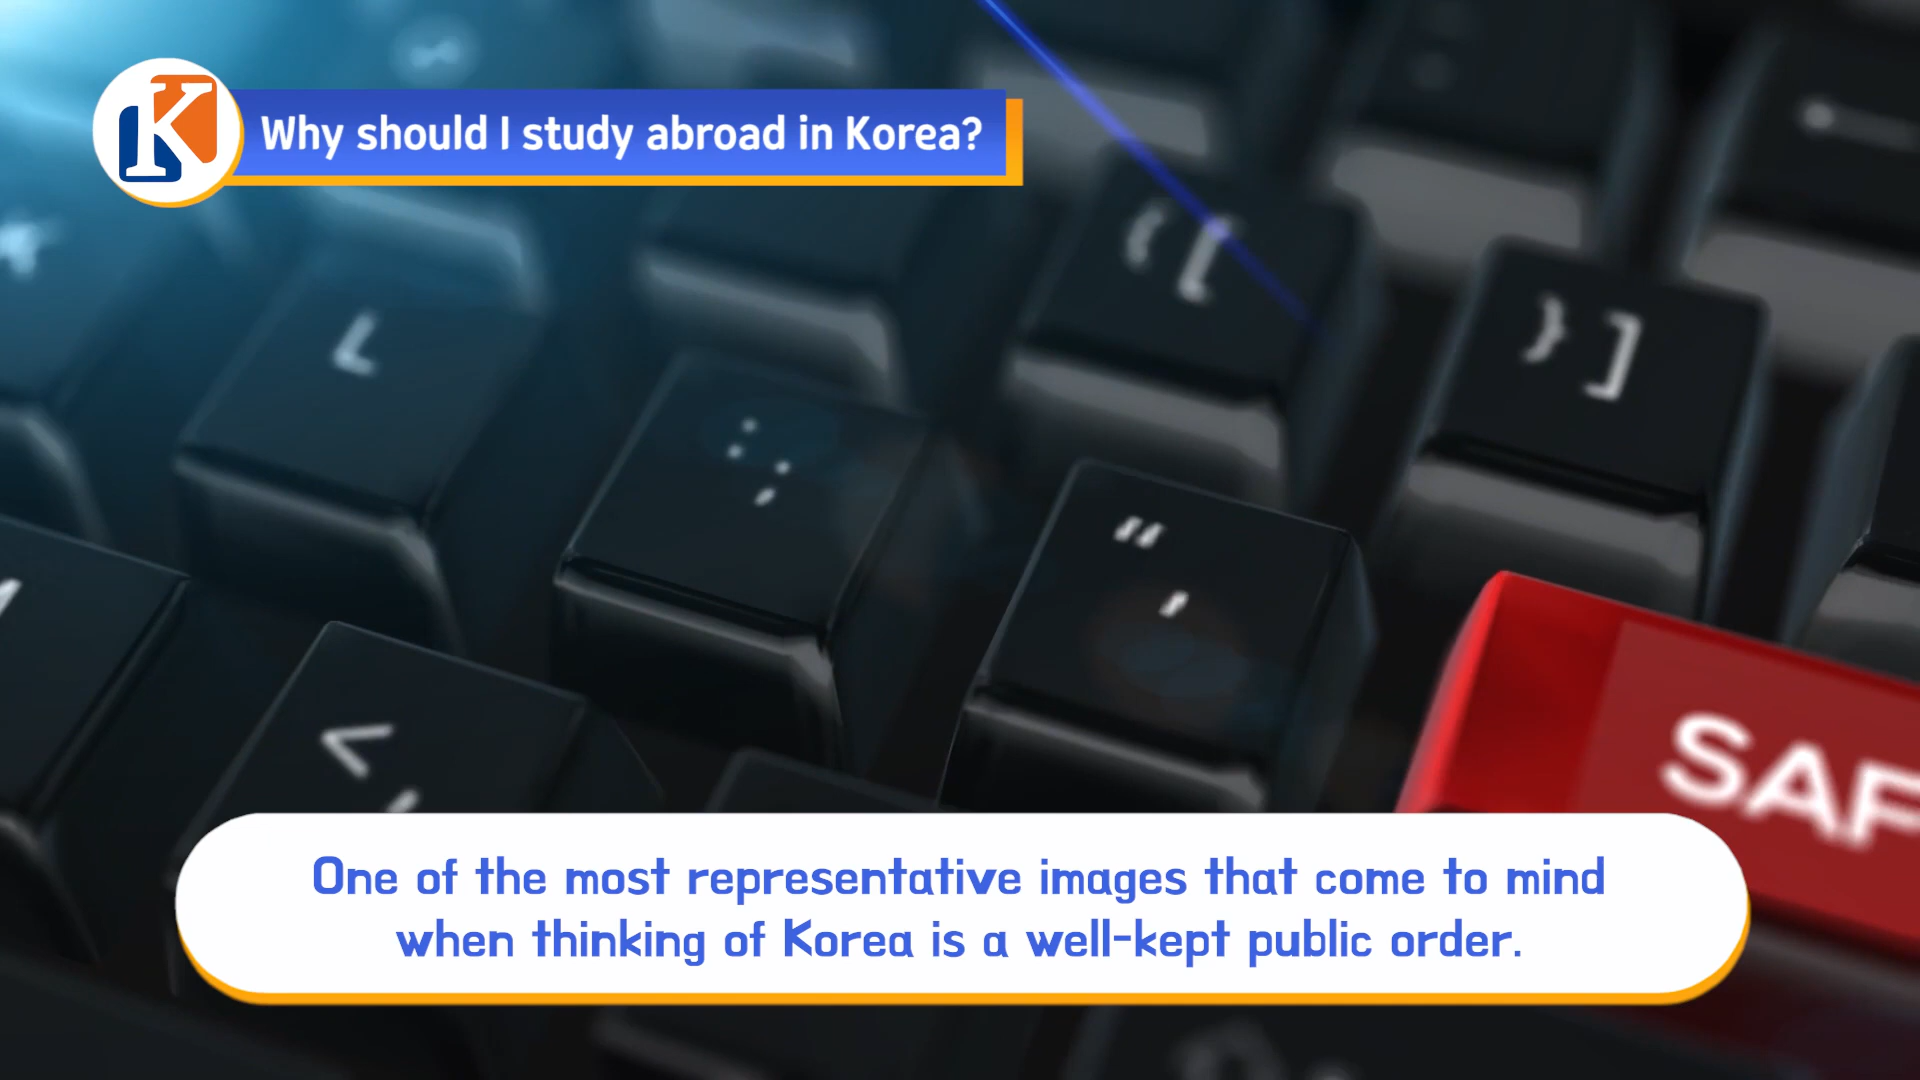 K Why should I study abroad in Korea?
{ [
} ]
L
: ;
"
'
<
,
SAF
One of the most representative images that come to mind
when thinking of Korea is a well-kept public order.